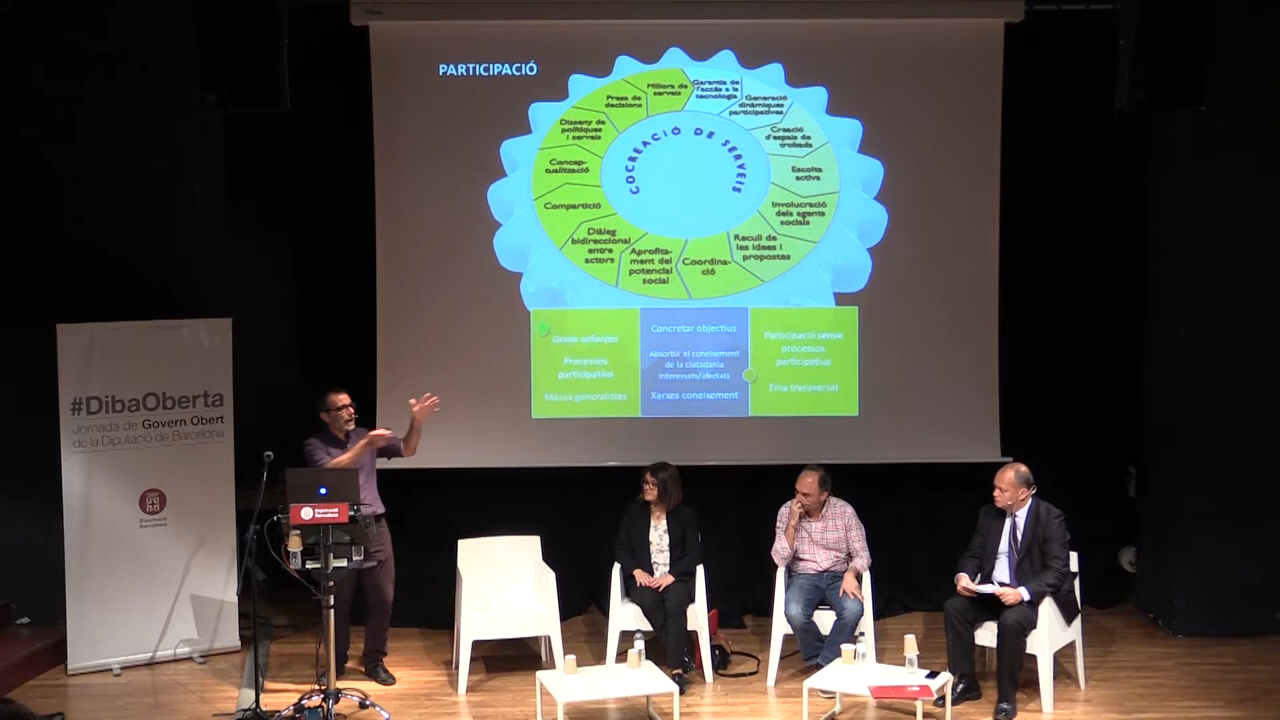 PARTICIPACIÓ
Millora de
serveis
Garantia de
l'accés a la
tecnologia
Generació
dinàmiques
participatives
Creació
d'espais de
trobada
Escolta
activa
Involucració
dels agents
socials
Recull de
les idees i
propostes
Coordina-
ció
Aprofita-
ment del
potencial
social
Diàleg
bidireccional
entre
actors
Compartició
Concep-
tualització
Disseny de
polítiques
i serveis
Presa de
decisions
COCREACIÓ DE SERVEIS
Grans esforços
Processos
participatius
Massa generalistes
Concretar objectius
Absorbir el coneixement
de la ciutadania
interessats/afectats
Xarxes coneixement
Participació sense
processos
participatius
Eina transversal
#DibaOberta
Jornada de Govern Obert
de la Diputació de Barcelona
Diputació
Barcelona
Diputació
Barcelona